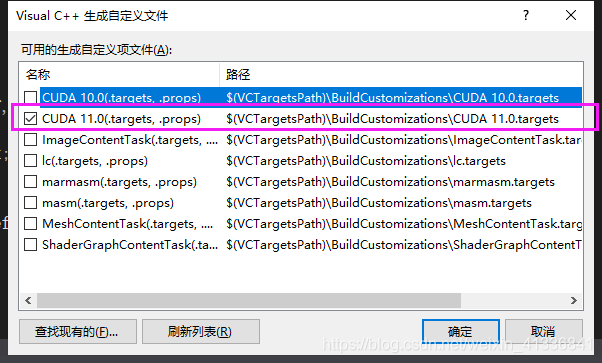 Visual C++ 生成自定义文件
可用的生成自定义项文件(A):
名称 路径
CUDA 10.0(.targets, .props) $(VCTargetsPath)\BuildCustomizations\CUDA 10.0.targets
CUDA 11.0(.targets, .props) $(VCTargetsPath)\BuildCustomizations\CUDA 11.0.targets
ImageContentTask(.targets, .... $(VCTargetsPath)\BuildCustomizations\ImageContentTask.tar
lc(.targets, .props) $(VCTargetsPath)\BuildCustomizations\lc.targets
marmasm(.targets, .props) $(VCTargetsPath)\BuildCustomizations\marmasm.targets
masm(.targets, .props) $(VCTargetsPath)\BuildCustomizations\masm.targets
MeshContentTask(.targets, .... $(VCTargetsPath)\BuildCustomizations\MeshContentTask.targ
ShaderGraphContentTask(.ta... $(VCTargetsPath)\BuildCustomizations\ShaderGraphContentT
查找现有的(F)... 刷新列表(R) 确定 取消
https://blog.csdn.net/weixin_41336841